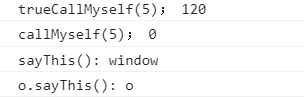 trueCallMyself(5)； 120
callMyself(5)； 0
sayThis(): window
o.sayThis(): o